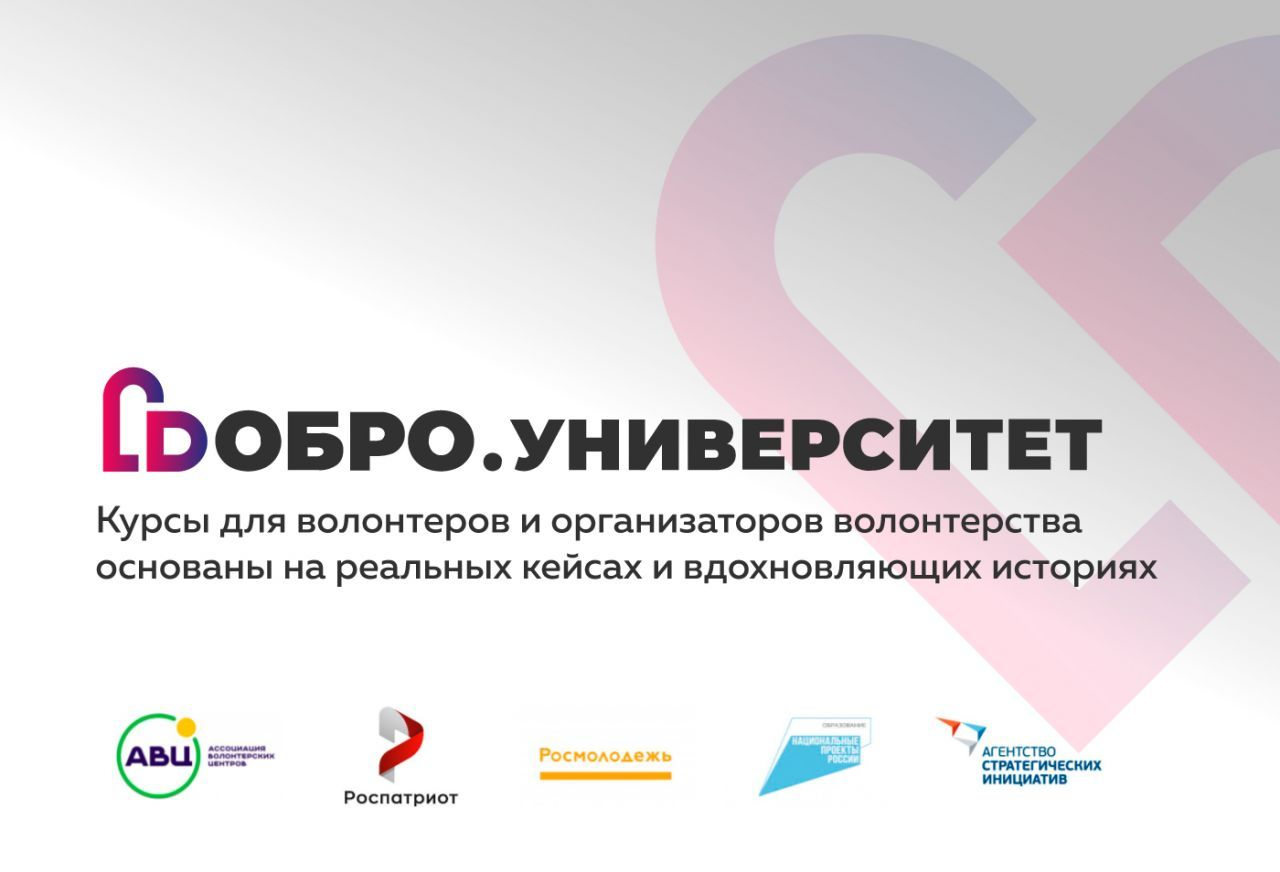 ДОБРО.УНИВЕРСИТЕТ
Курсы для волонтеров и организаторов волонтерства
основаны на реальных кейсах и вдохновляющих историях
АВЦ
АССОЦИАЦИЯ
ВОЛОНТЕРСКИХ
ЦЕНТРОВ
Роспатриот
Росмолодежь
ОБРАЗОВАНИЕ
НАЦИОНАЛЬНЫЕ
ПРОЕКТЫ
РОССИИ
АГЕНТСТВО
СТРАТЕГИЧЕСКИХ
ИНИЦИАТИВ